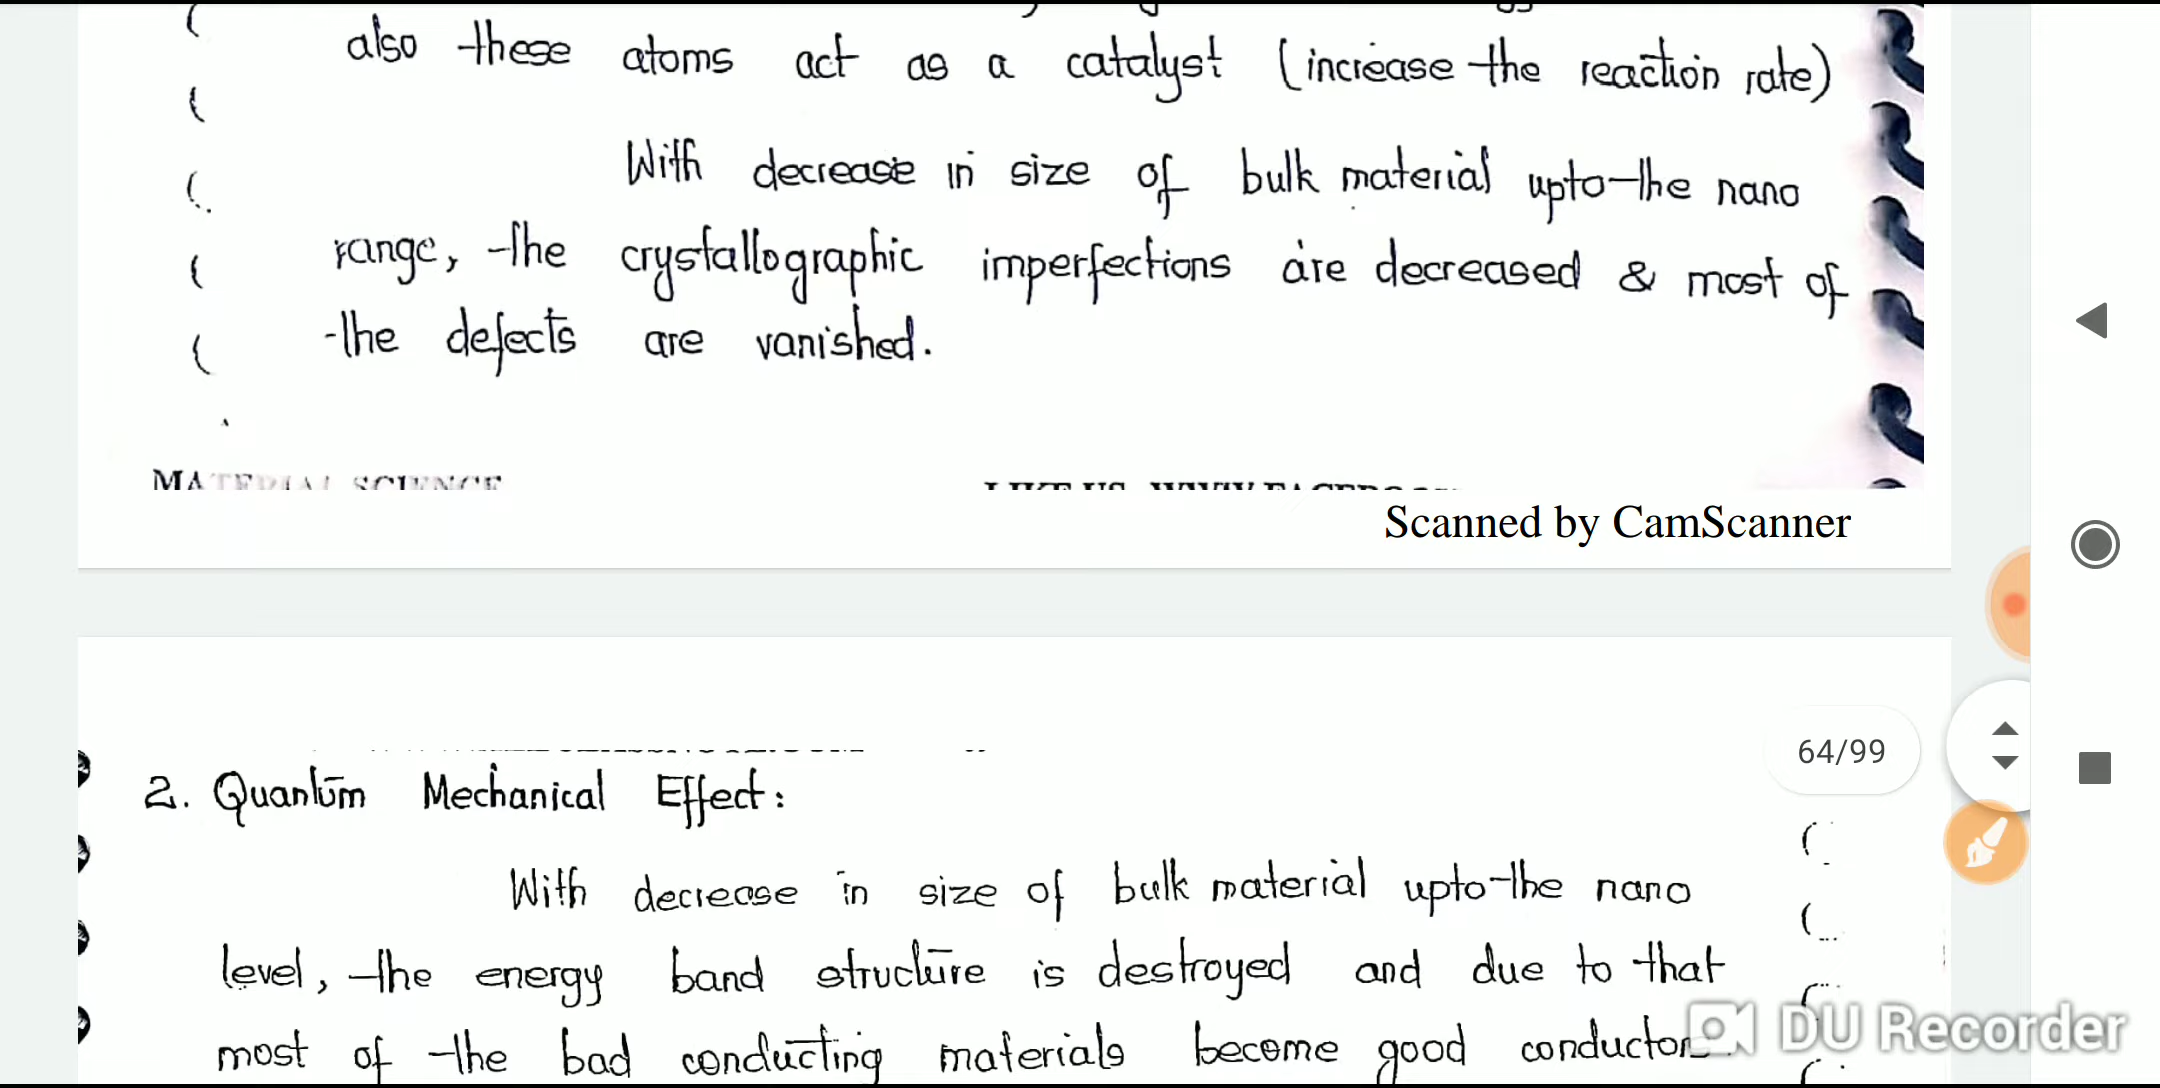 also these atoms act as a catalyst (increase the reaction rate)
With decrease in size of bulk material upto the nano
range, the crystallographic imperfections are decreased & most of
the defects are vanished.
MATERIAL SCIENCE
Scanned by CamScanner
64/99
2. Quantum Mechanical Effect:
With decrease in size of bulk material upto the nano
level, the energy band structure is destroyed and due to that
most of the bad conducting materials become good conductor
DU Recorder